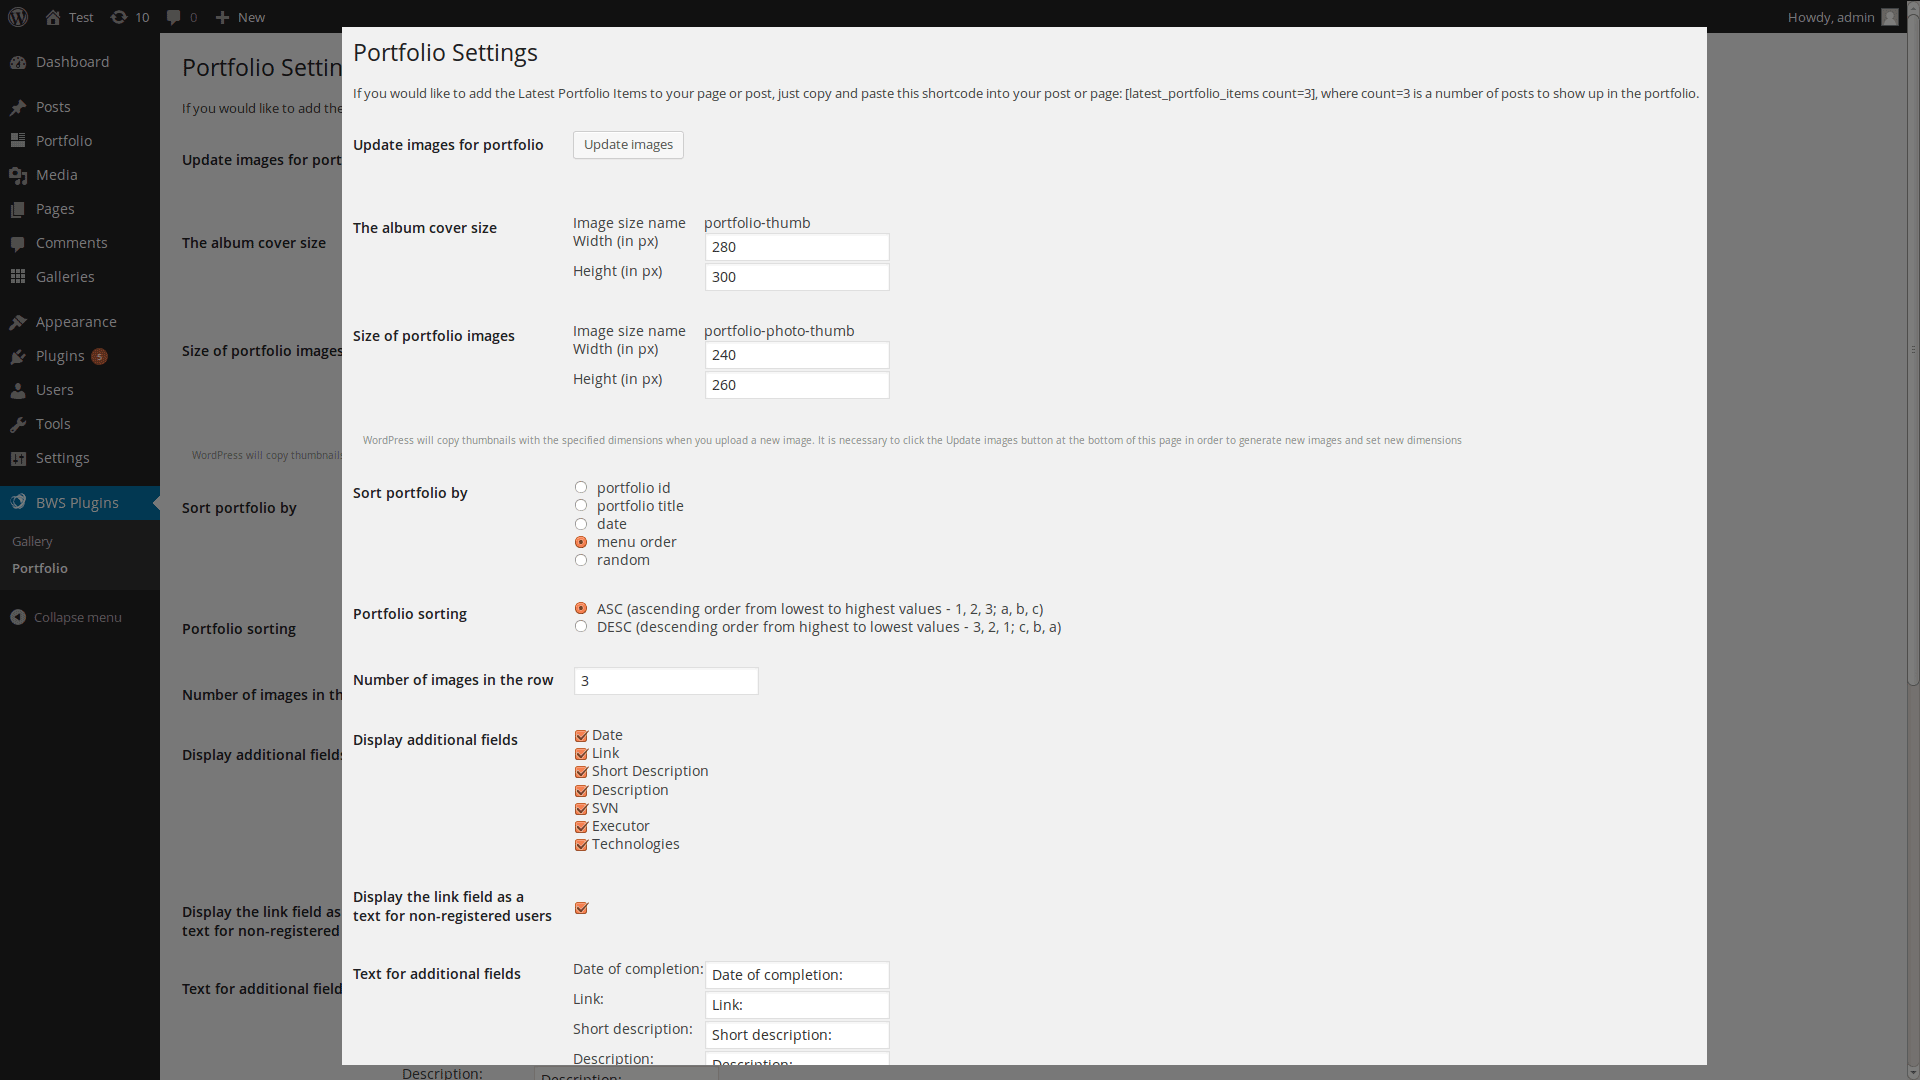 Test 10 0 New Howdy, admin
Dashboard
Posts
Portfolio
Media
Pages
Comments
Galleries
Appearance
Plugins 5
Users
Tools
Settings
BWS Plugins
Gallery
Portfolio
Collapse menu
Portfolio Settin
If you would like to add the
Update images for port
The album cover size
Size of portfolio images
WordPress will copy thumbnails
Sort portfolio by
Portfolio sorting
Number of images in th
Display additional fields
Display the link field as
text for non-registered
Text for additional field
Description: Description:
Portfolio Settings
If you would like to add the Latest Portfolio Items to your page or post, just copy and paste this shortcode into your post or page: [latest_portfolio_items count=3], where count=3 is a number of posts to show up in the portfolio.
Update images for portfolio Update images
The album cover size Image size name portfolio-thumb
Width (in px) 280
Height (in px) 300
Size of portfolio images Image size name portfolio-photo-thumb
Width (in px) 240
Height (in px) 260
WordPress will copy thumbnails with the specified dimensions when you upload a new image. It is necessary to click the Update images button at the bottom of this page in order to generate new images and set new dimensions
Sort portfolio by portfolio id
portfolio title
date
menu order
random
Portfolio sorting ASC (ascending order from lowest to highest values - 1, 2, 3; a, b, c)
DESC (descending order from highest to lowest values - 3, 2, 1; c, b, a)
Number of images in the row 3
Display additional fields Date
Link
Short Description
Description
SVN
Executor
Technologies
Display the link field as a
text for non-registered users
Text for additional fields Date of completion: Date of completion:
Link: Link:
Short description: Short description:
Description: Description: